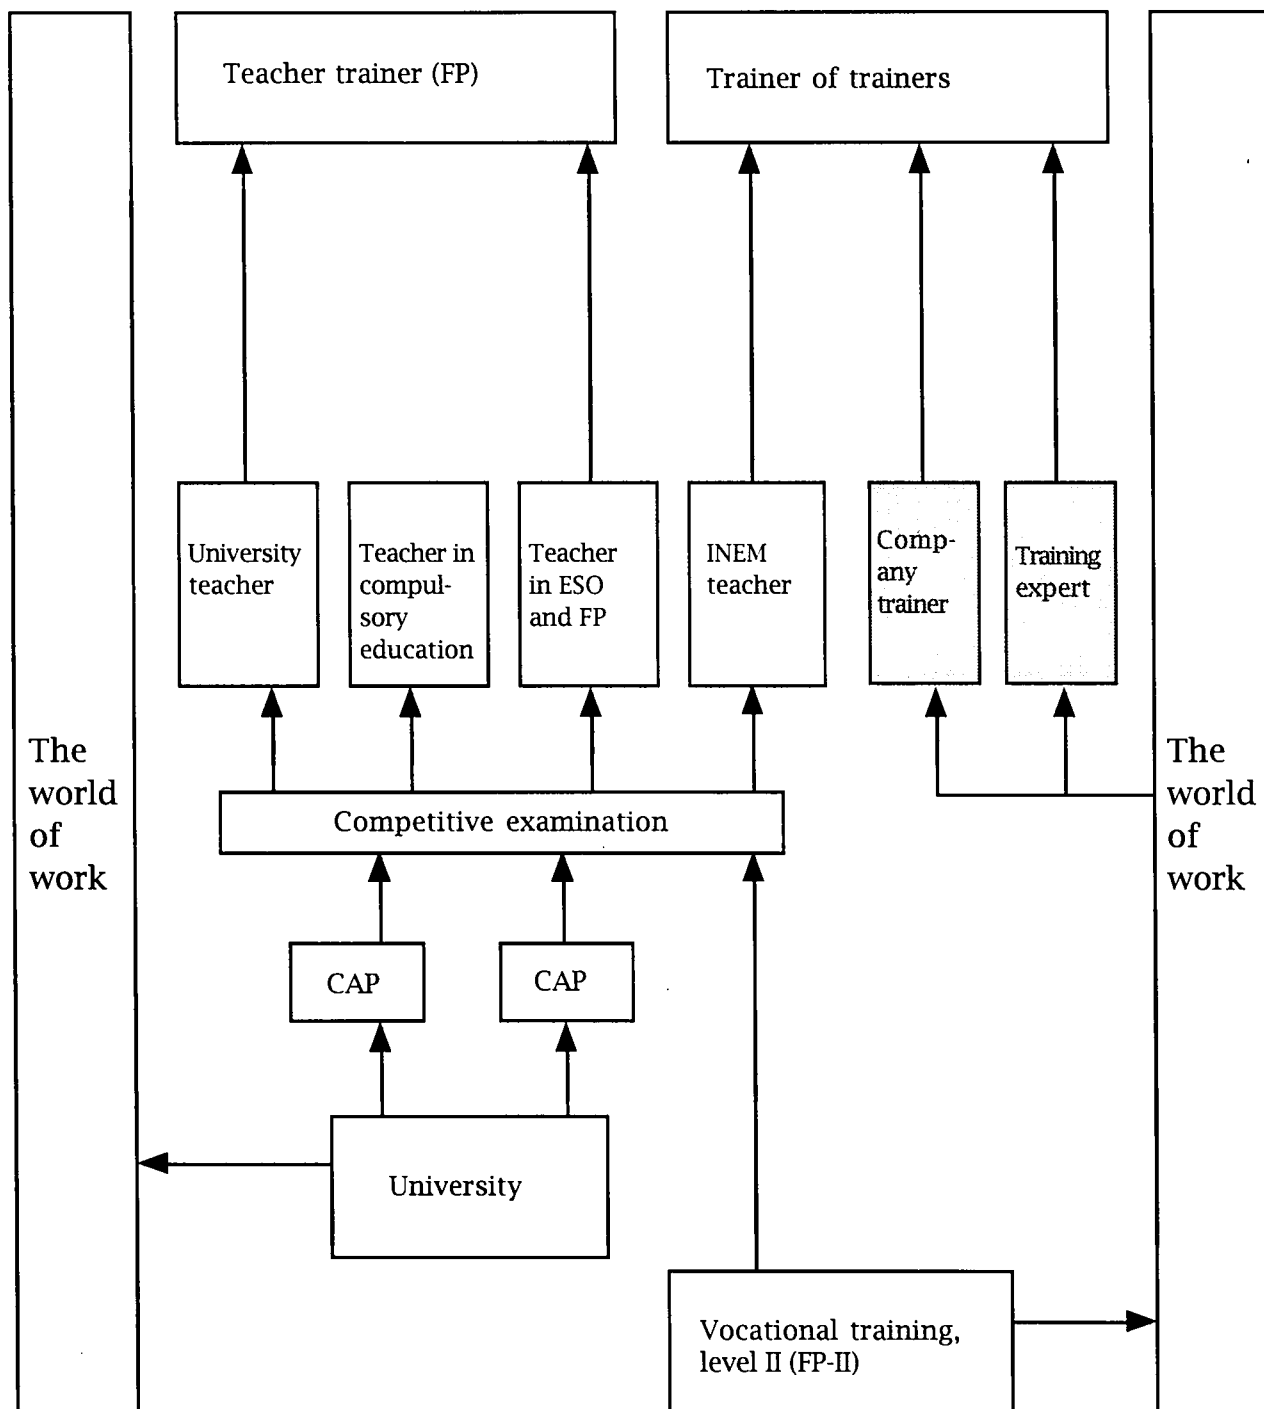 Teacher trainer (FP)
Trainer of trainers
University
teacher
Teacher in
compul-
sory
education
Teacher
in ESO
and FP
INEM
teacher
Comp-
any
trainer
Training
expert
The
world
of
work
The
world
of
work
Competitive examination
CAP
CAP
University
Vocational training,
level II (FP-II)